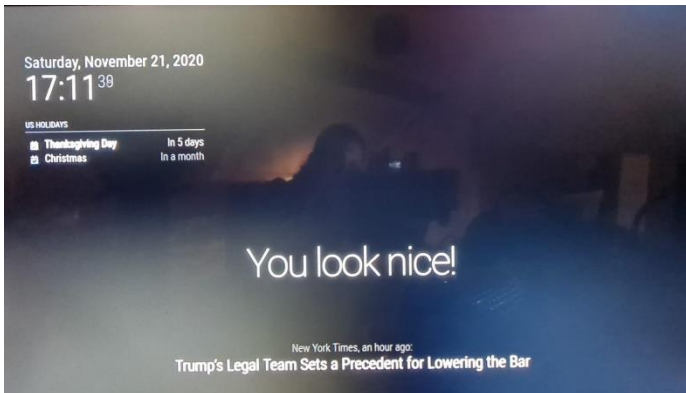 Saturday, November 21, 2020
17:11 38
US HOLIDAYS
Thanksgiving Day In 5 days
Christmas In a month
You look nice!
New York Times, an hour ago:
Trump's Legal Team Sets a Precedent for Lowering the Bar